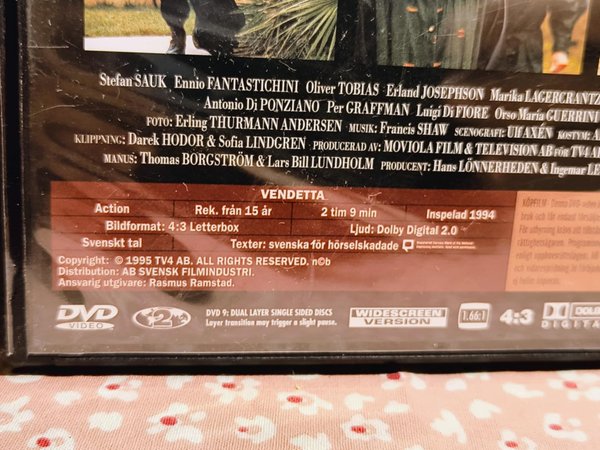 Stefan SAUK Ennio FANTASTICHINI Oliver TOBIAS Erland JOSEPHSON Marika LAGERCRANTZ
Antonio Di PONZIANO Per GRAFFMAN Luigi Di FIORE Orso Maria GUERRINI
FOTO: Erling THURMANN ANDERSEN MUSIK: Francis SHAW SCENOGRAFI: Ulf AXÉN KOSTYM:
KLIPPNING: Darek HODOR & Sofia LINDGREN PRODUCERAD AV: MOVIOLA FILM & TELEVISION AB för TV4
MANUS: Thomas BORGSTRÖM & Lars Bill LUNDHOLM PRODUCENT: Hans LÖNNERHEDEN & Ingemar LE
VENDETTA
Action Rek. från 15 år 2 tim 9 min Inspelad 1994
Bildformat: 4:3 Letterbox Ljud: Dolby Digital 2.0
Svenskt tal Texter: svenska för hörselskadade
Copyright: © 1995 TV4 AB. ALL RIGHTS RESERVED. n©b
Distribution: AB SVENSK FILMINDUSTRI.
Ansvarig utgivare: Rasmus Ramstad.
KÖPFILM
DVD VIDEO
2
DVD 9: DUAL LAYER SINGLE SIDED DISCS
Layer transition may trigger a slight pause.
WIDESCREEN
VERSION
1.66:1
4:3
DOLB
DIGITA